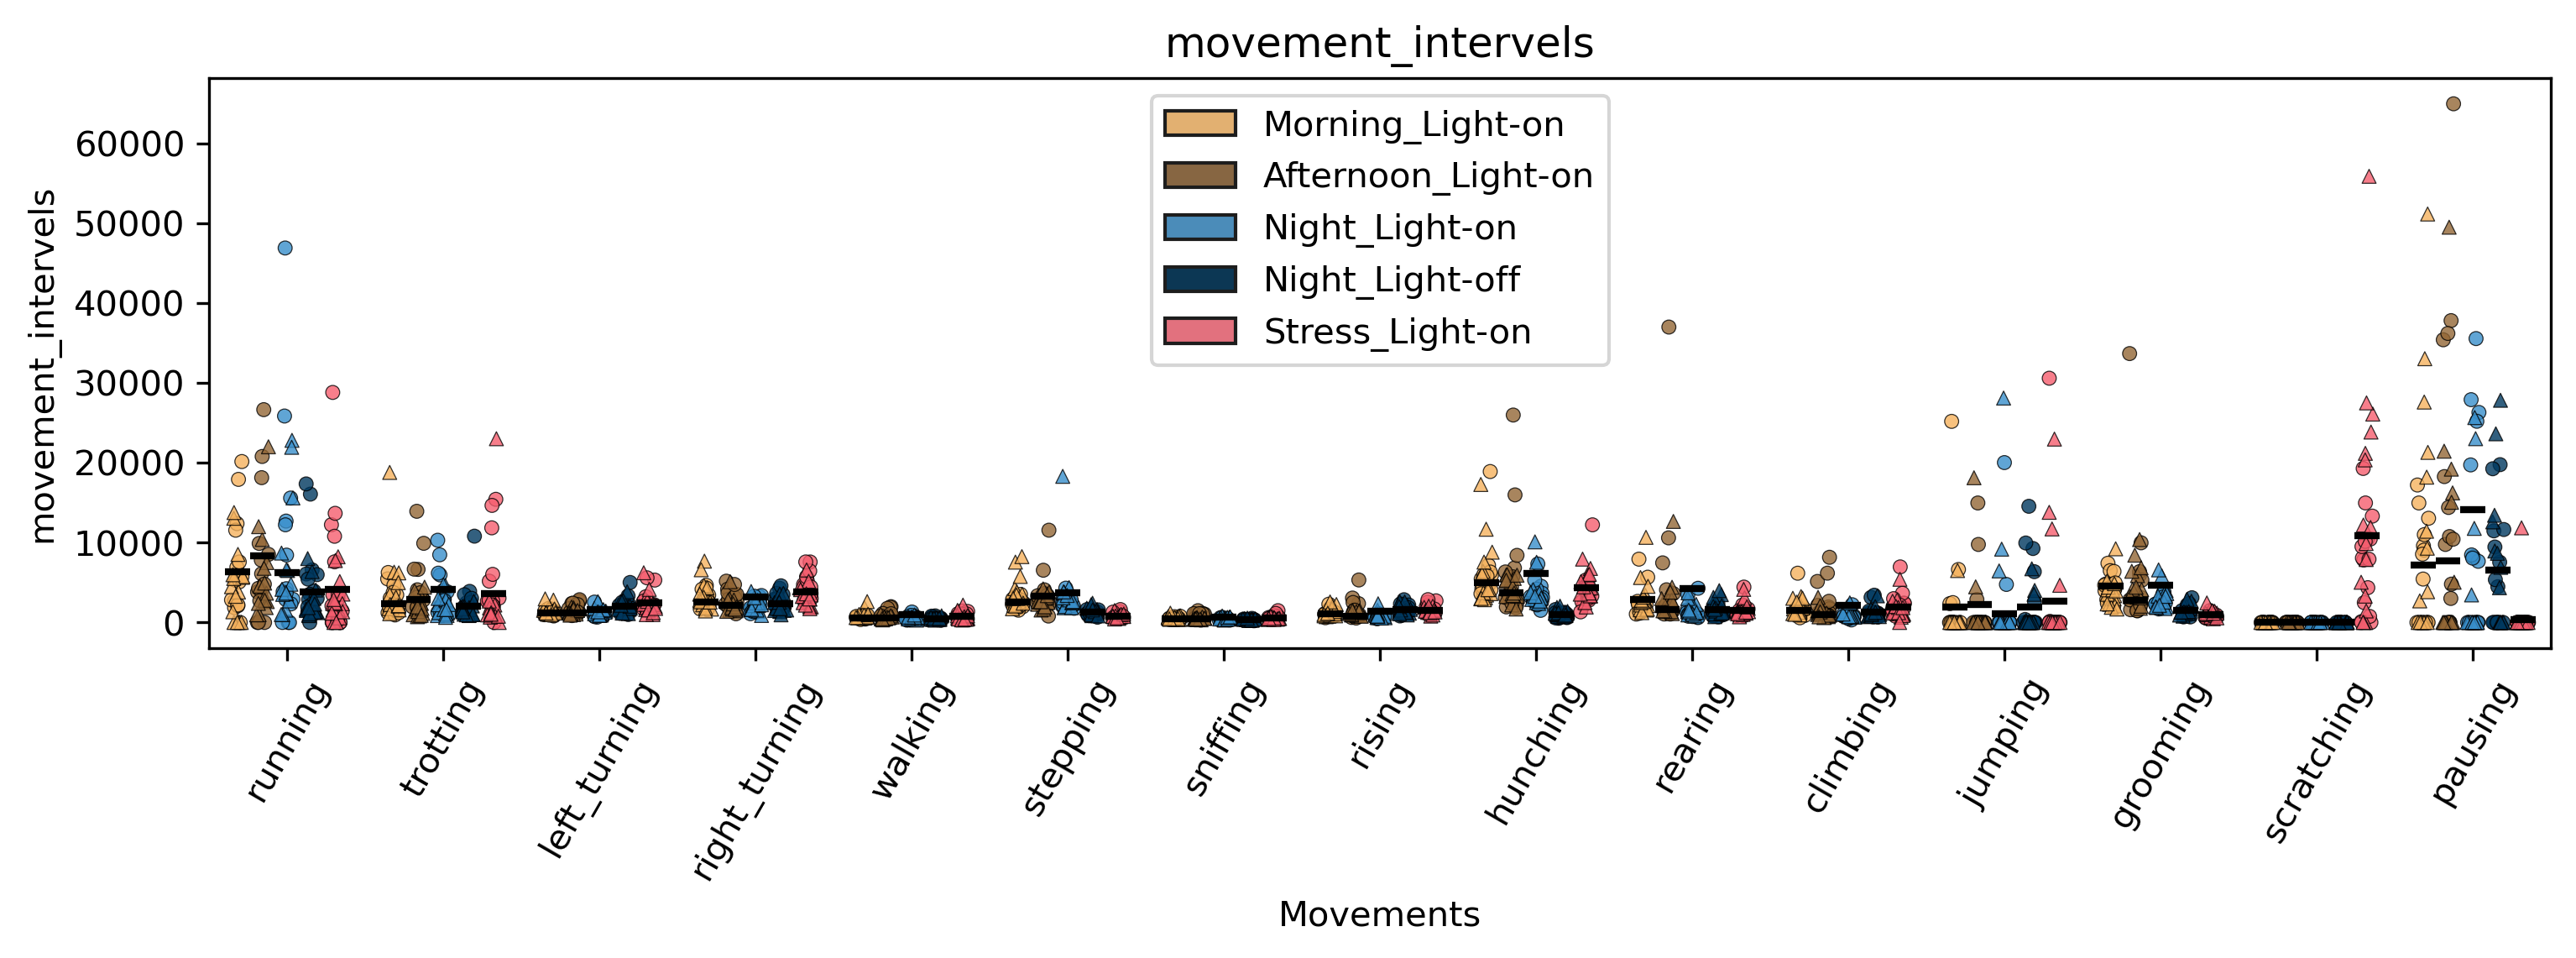 movement_intervels
movement_intervels
60000
50000
40000
30000
20000
10000
0
Morning_Light-on
Afternoon_Light-on
Night_Light-on
Night_Light-off
Stress_Light-on
running
trotting
left_turning
right_turning
walking
stepping
sniffing
rising
hunching
rearing
climbing
jumping
grooming
scratching
pausing
Movements